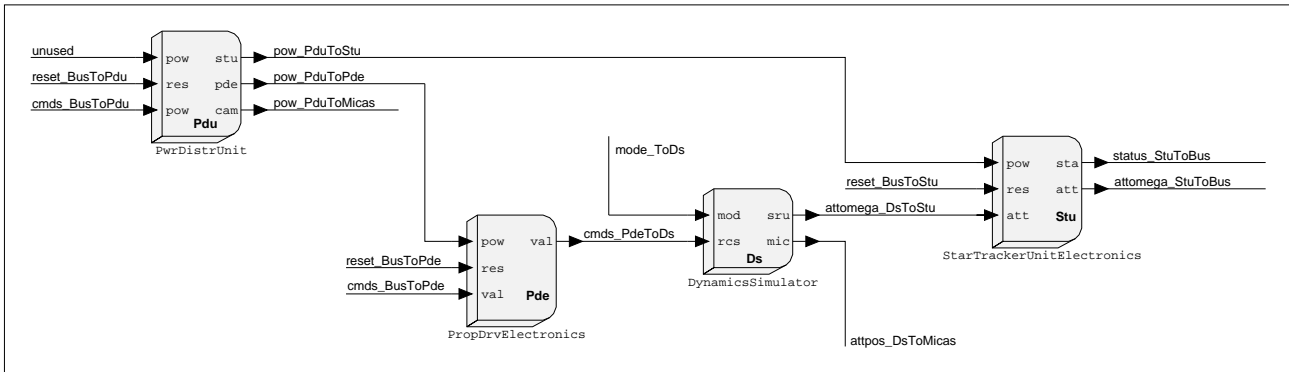 unused
reset_BusToPdu
cmds_BusToPdu
pow stu
res pde
pow cam
Pdu
PwrDistrUnit
pow_PduToStu
pow_PduToPde
pow_PduToMicas
mode_ToDs
reset_BusToPde
cmds_BusToPde
pow val
res
val
Pde
PropDrvElectronics
cmds_PdeToDs
mod sru
rcs mic
Ds
DynamicsSimulator
attomega_DsToStu
attpos_DsToMicas
reset_BusToStu
pow sta
res att
att Stu
StarTrackerUnitElectronics
status_StuToBus
attomega_StuToBus